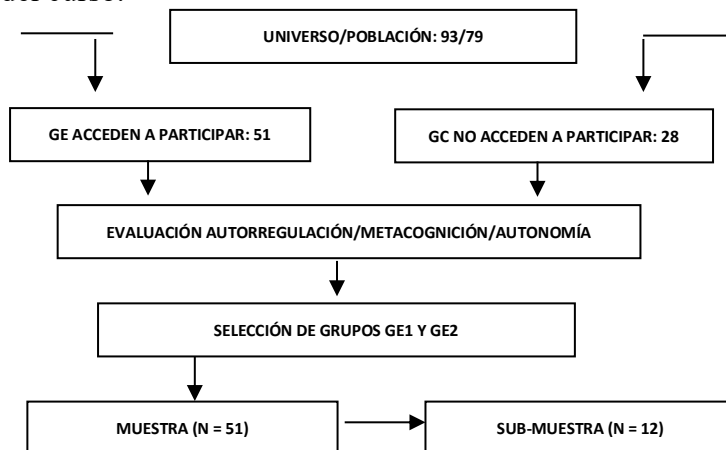 UNIVERSO/POBLACIÓN: 93/79
GE ACCEDEN A PARTICIPAR: 51
GC NO ACCEDEN A PARTICIPAR: 28
EVALUACIÓN AUTORREGULACIÓN/METACOGNICIÓN/AUTONOMÍA
SELECCIÓN DE GRUPOS GE1 Y GE2
MUESTRA (N = 51)
SUB-MUESTRA (N = 12)